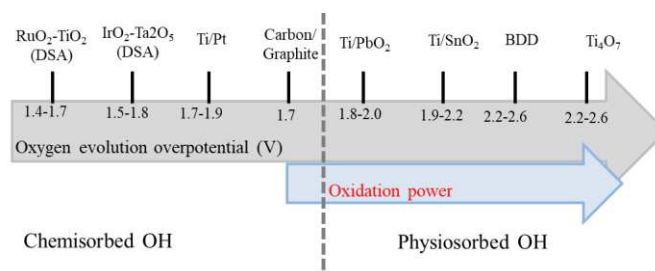 RuO2-TiO2 (DSA)
IrO2-Ta2O5 (DSA)
Ti/Pt
Carbon/
Graphite
Ti/PbO2
Ti/SnO2
BDD
Ti4O7
1.4-1.7
1.5-1.8
1.7-1.9
1.7
1.8-2.0
1.9-2.2
2.2-2.6
2.2-2.6
Oxygen evolution overpotential (V)
Oxidation power
Chemisorbed OH
Physiosorbed OH